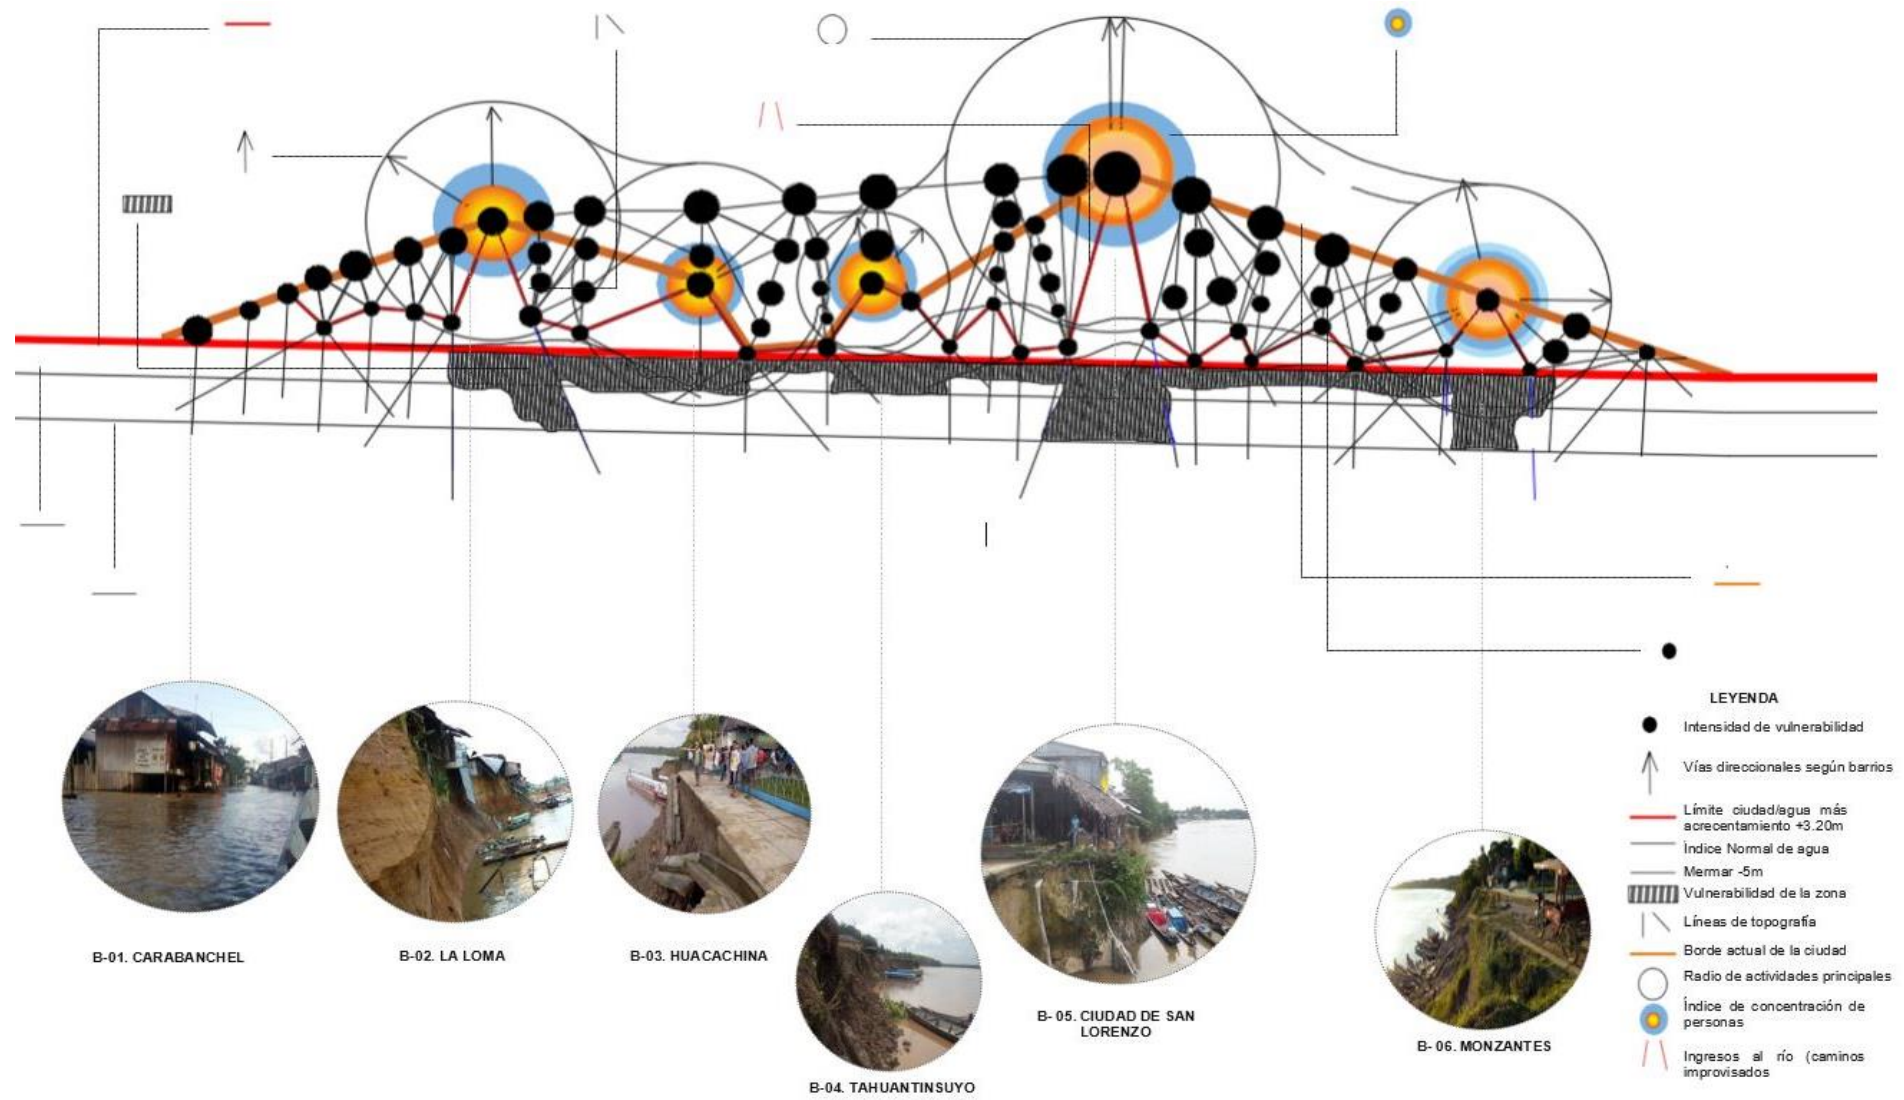 B-01. CARABANCHEL
B-02. LA LOMA
B-03. HUACACHINA
B-04. TAHUANTINSUYO
B- 05. CIUDAD DE SAN
LORENZO
B- 06. MONZANTES
LEYENDA
Intensidad de vulnerabilidad
Vías direccionales según barrios
Límite ciudad/agua más
acrecentamiento +3.20m
Índice Normal de agua
Mermar -5m
Vulnerabilidad de la zona
Líneas de topografía
Borde actual de la ciudad
Radio de actividades principales
Índice de concentración de
personas
Ingresos al río (caminos
improvisados